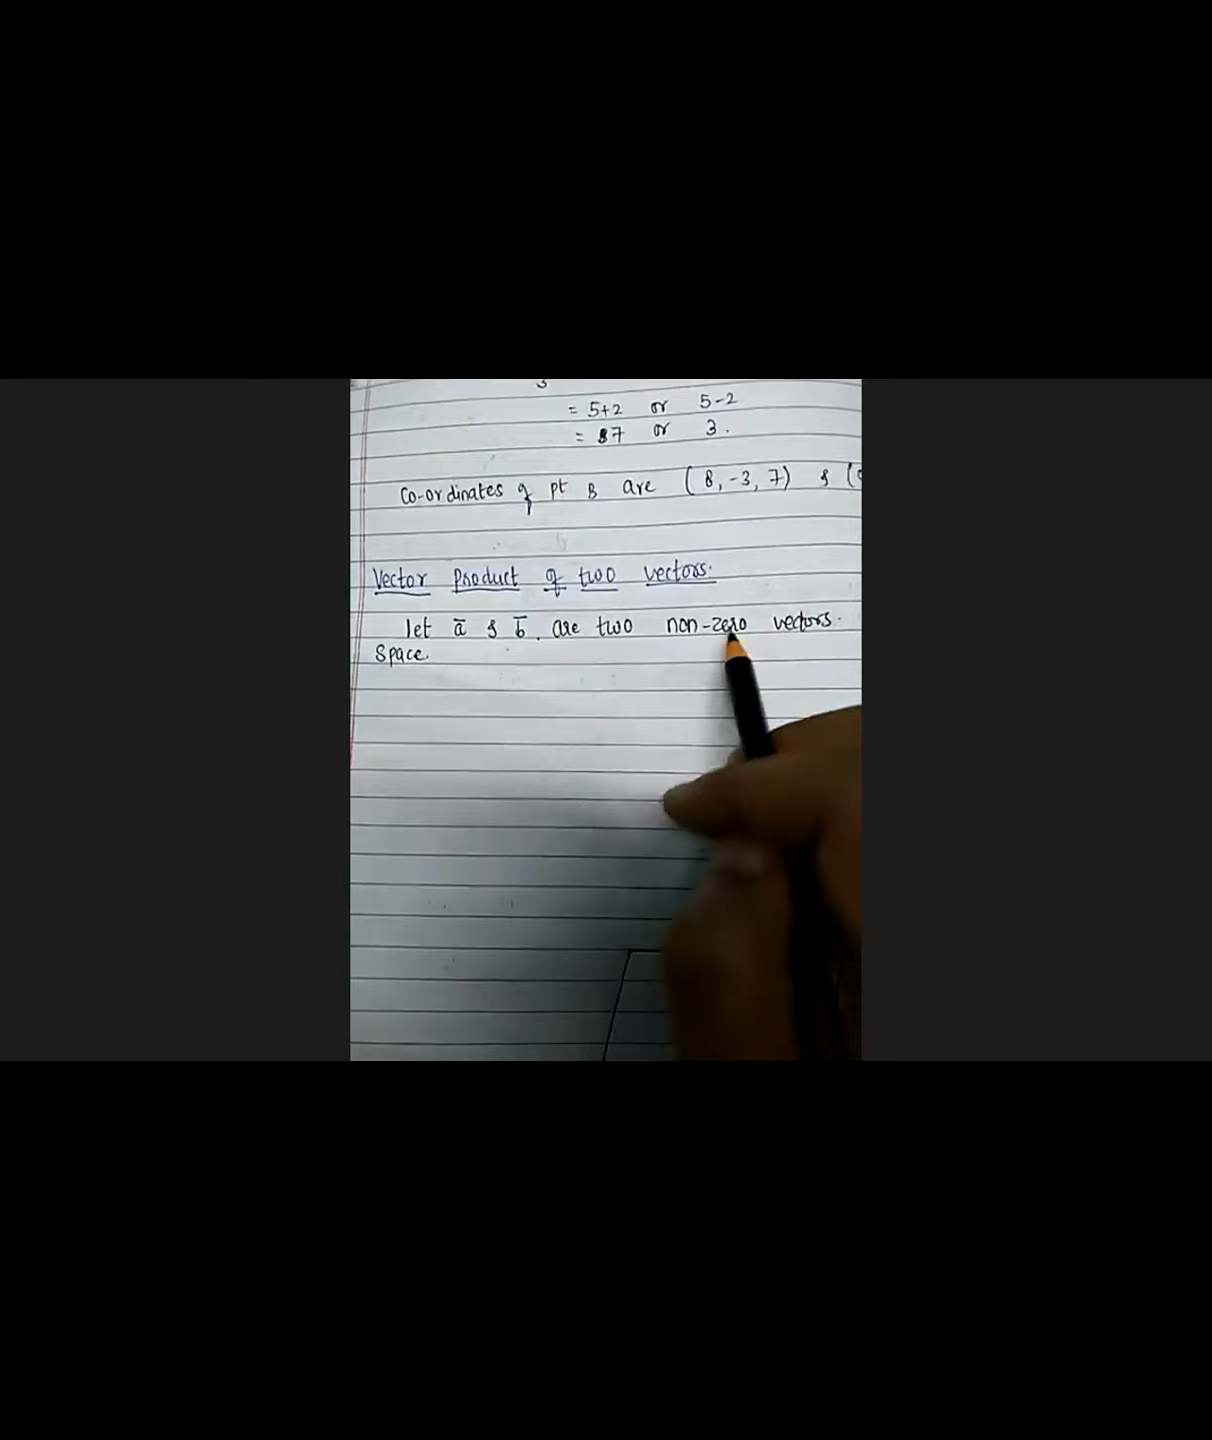 3
= 5+2 or 5-2
= 87 or 3.
Co-ordinates of pt B are (8, -3, 7) & (
Vector Product of two vectors.
let a̅ & b̅. are two non-zero vectors.
Space.